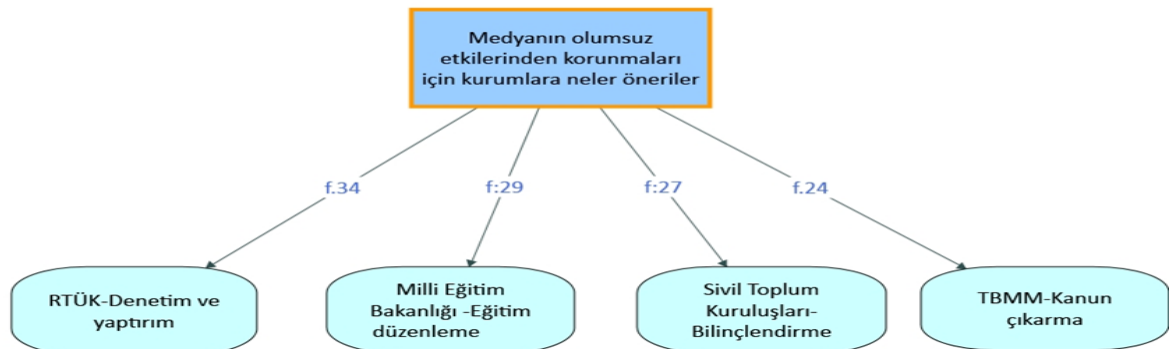 Medyanın olumsuz
etkilerinden korunmaları
için kurumlara neler öneriler
f.34
f:29
f:27
f.24
RTÜK-Denetim ve
yaptırım
Milli Eğitim
Bakanlığı -Eğitim
düzenleme
Sivil Toplum
Kuruluşları-
Bilinçlendirme
TBMM-Kanun
çıkarma